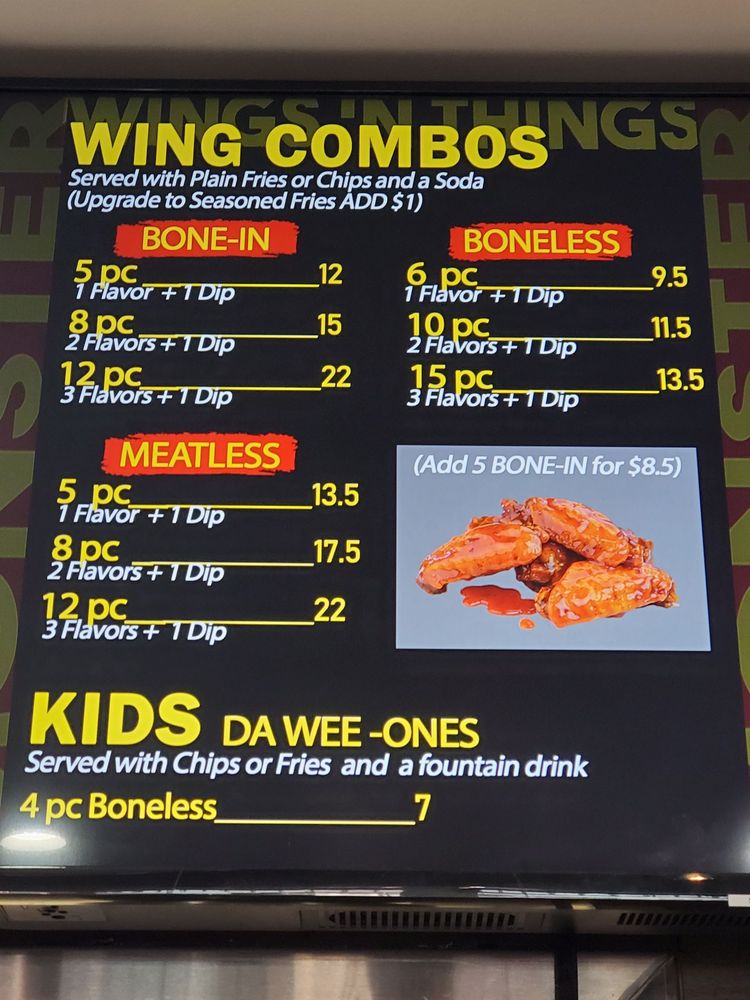 WINGS 'N THINGS
WING COMBOS
Served with Plain Fries or Chips and a Soda
(Upgrade to Seasoned Fries ADD $1)
BONE-IN
5 pc 12
1 Flavor + 1 Dip
8 pc 15
2 Flavors + 1 Dip
12 pc 22
3 Flavors + 1 Dip
BONELESS
6 pc 9.5
1 Flavor + 1 Dip
10 pc 11.5
2 Flavors + 1 Dip
15 pc 13.5
3 Flavors + 1 Dip
MEATLESS
5 pc 13.5
1 Flavor + 1 Dip
8 pc 17.5
2 Flavors + 1 Dip
12 pc 22
3 Flavors + 1 Dip
(Add 5 BONE-IN for $8.5)
KIDS DA WEE -ONES
Served with Chips or Fries and a fountain drink
4 pc Boneless 7